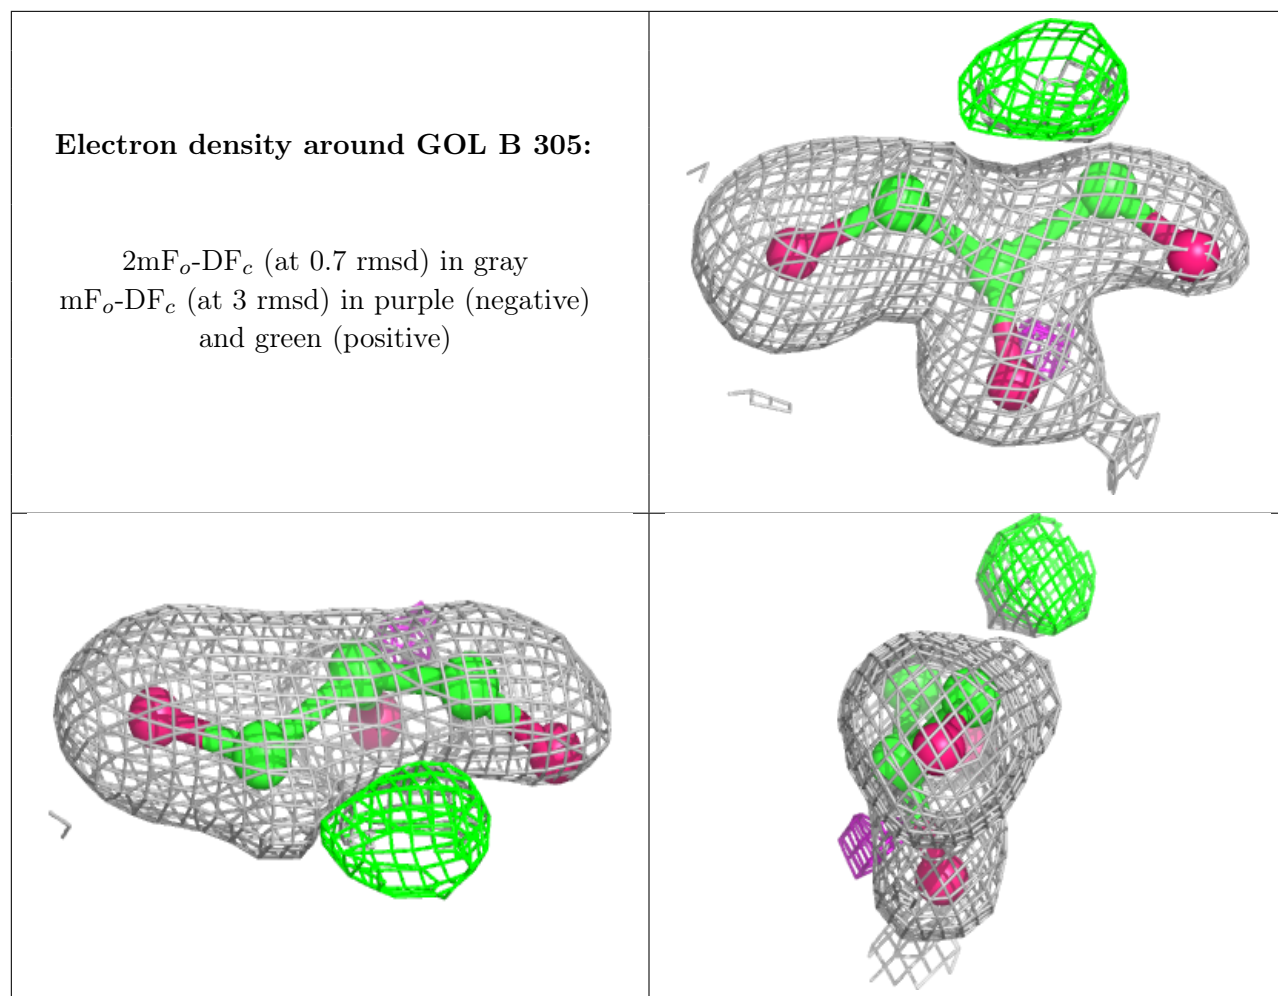 Electron density around GOL B 305:
2mFo-DFc (at 0.7 rmsd) in gray
mFo-DFc (at 3 rmsd) in purple (negative)
and green (positive)